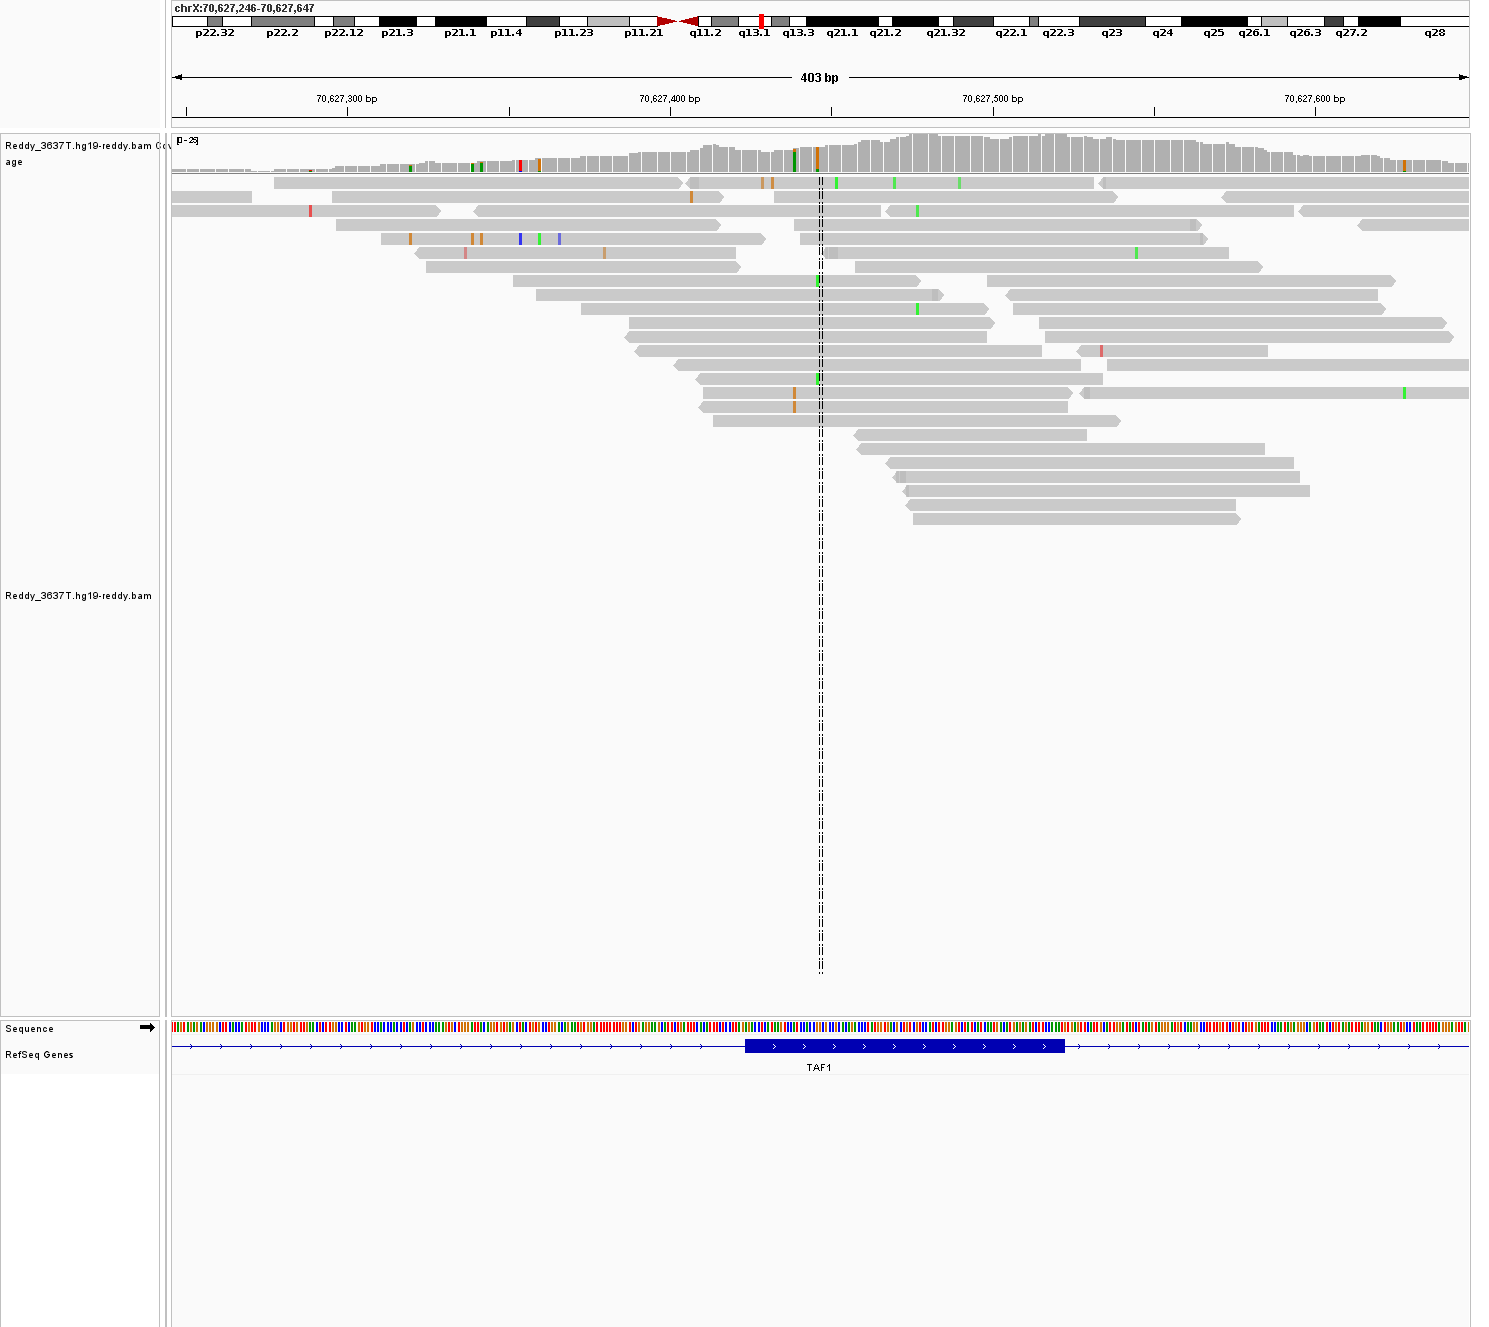 chrX:70,627,246-70,627,647
p22.32 p22.2 p22.12 p21.3 p21.1 p11.4 p11.23 p11.21 q11.2 q13.1 q13.3 q21.1 q21.2 q21.32 q22.1 q22.3 q23 q24 q25 q26.1 q26.3 q27.2 q28
403 bp
70,627,300 bp 70,627,400 bp 70,627,500 bp 70,627,600 bp
Reddy_3637T.hg19-reddy.bam Cov
age
Reddy_3637T.hg19-reddy.bam
Sequence
RefSeq Genes
TAF1